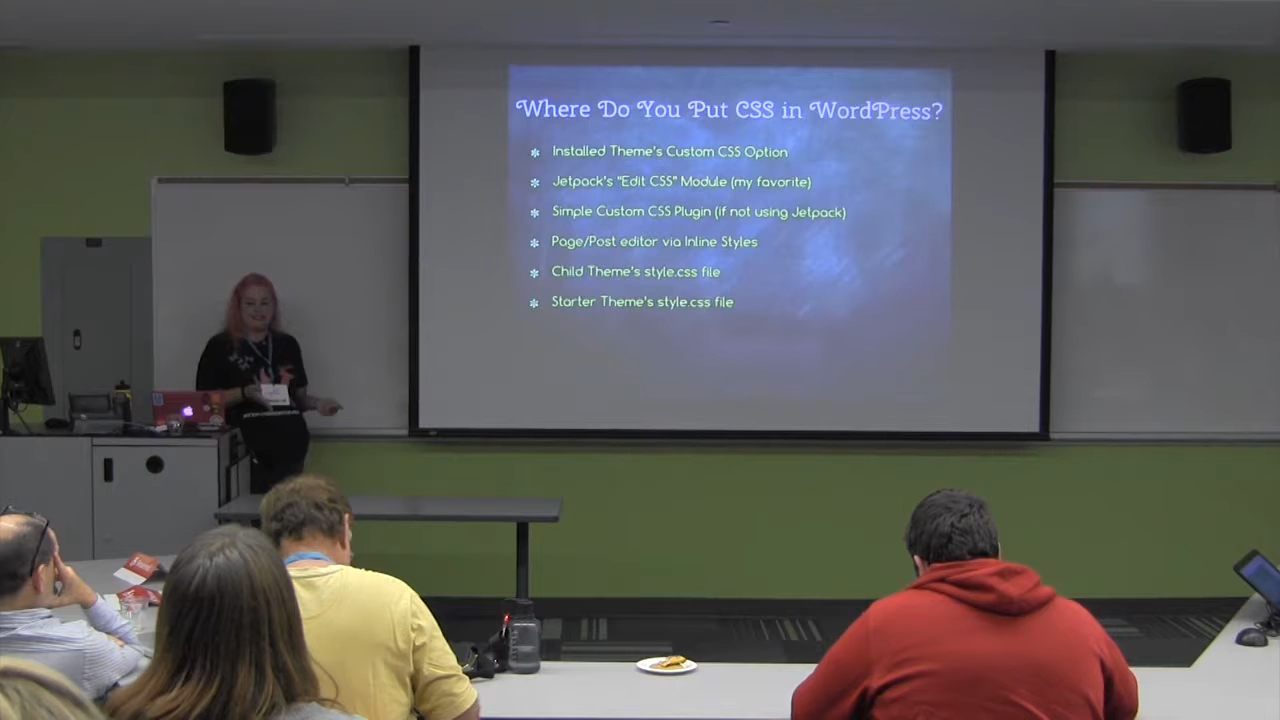 Where Do You Put CSS in WordPress?
Installed Theme's Custom CSS Option
Jetpack's "Edit CSS" Module (my favorite)
Simple Custom CSS Plugin (if not using Jetpack)
Page/Post editor via Inline Styles
Child Theme's style.css file
Starter Theme's style.css file